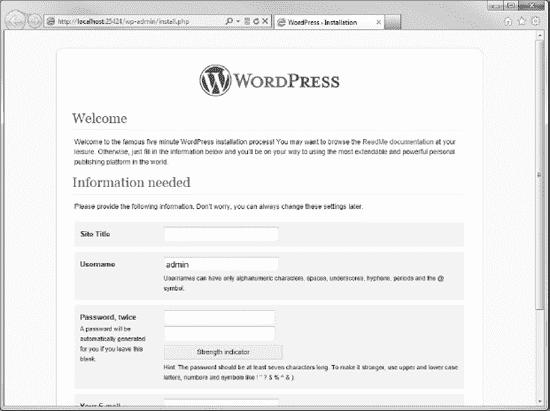 http://localhost:25424/wp-admin/install.php
WordPress › Installation
WORDPRESS
Welcome
Welcome to the famous five minute WordPress installation process! You may want to browse the ReadMe documentation at your
leisure. Otherwise, just fill in the information below and you'll be on your way to using the most extendable and powerful personal
publishing platform in the world.
Information needed
Please provide the following information. Don't worry, you can always change these settings later.
Site Title
Username
admin
Usernames can have only alphanumeric characters, spaces, underscores, hyphens, periods and the @
symbol.
Password, twice
A password will be
automatically generated
for you if you leave this
blank.
Strength indicator
Hint: The password should be at least seven characters long. To make it stronger, use upper and lower case
letters, numbers and symbols like ! " ? $ % ^ & ).
Your E-mail